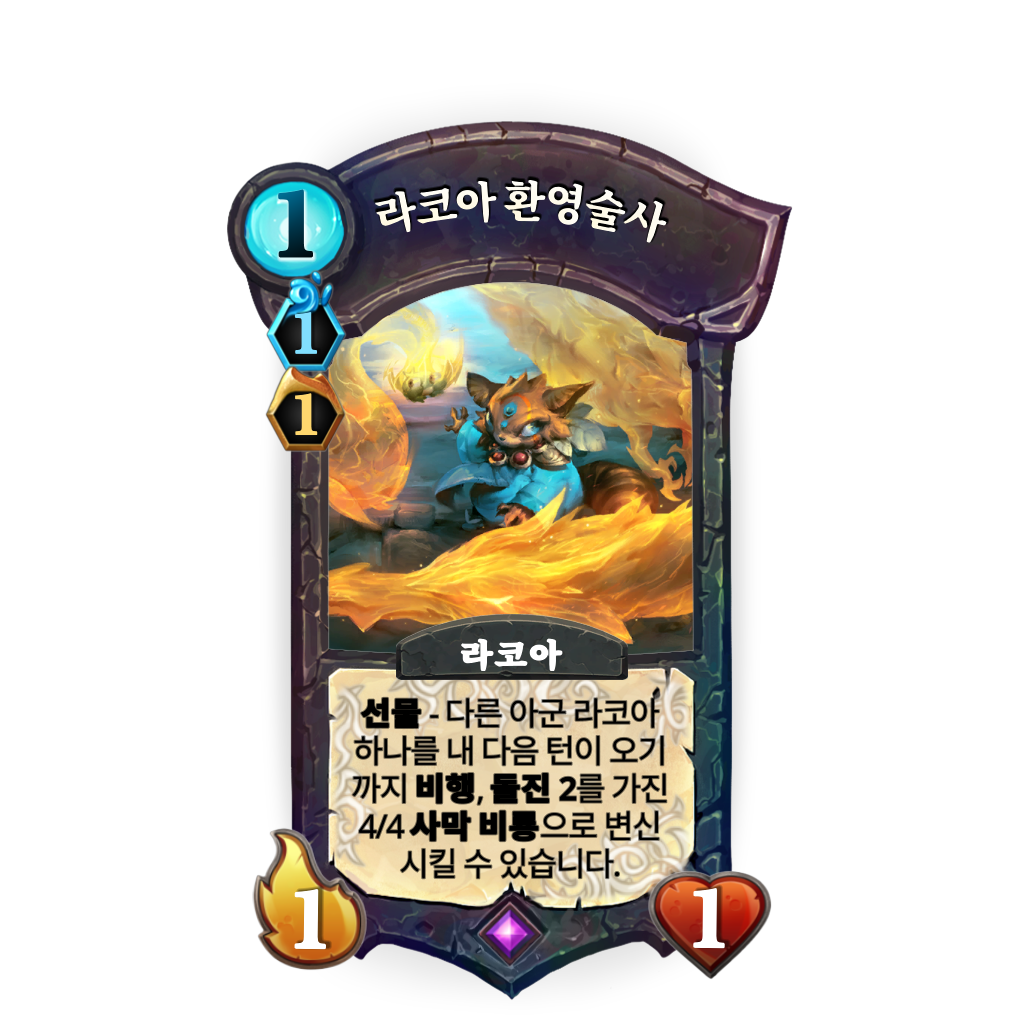 1
라코아 환영술사
1
1
라코아
선물 - 다른 아군 라코아
하나를 내 다음 턴이 오기
까지 비행, 돌진 2를 가진
4/4 사막 비룡으로 변신
시킬 수 있습니다.
1
1